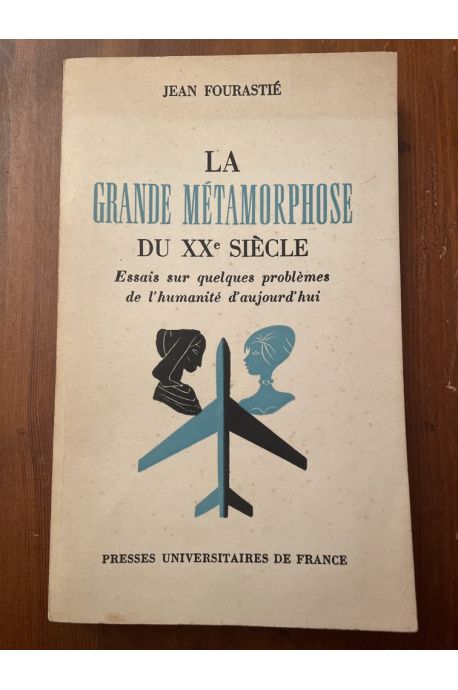 JEAN FOURASTIÉ
LA
GRANDE MÉTAMORPHOSE
DU XXe SIÈCLE
Essais sur quelques problèmes
de l'humanité d'aujourd'hui
PRESSES UNIVERSITAIRES DE FRANCE